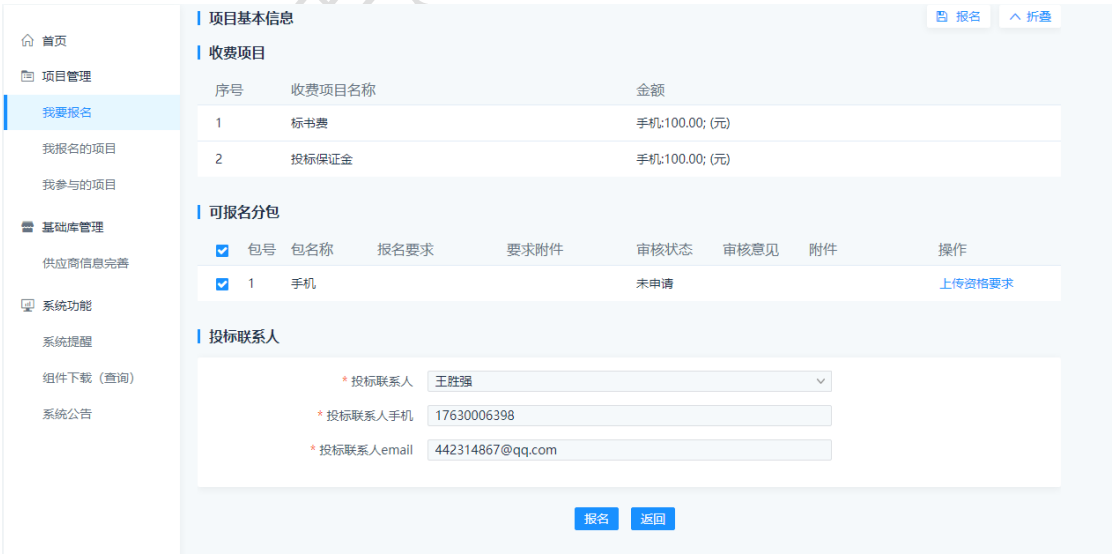 首页
项目管理
我要报名
我报名的项目
我参与的项目
基础库管理
供应商信息完善
系统功能
系统提醒
组件下载（查询）
系统公告
项目基本信息 报名 折叠
收费项目
序号 收费项目名称 金额
1 标书费 手机;100.00; (元)
2 投标保证金 手机;100.00; (元)
可报名分包
包号 包名称 报名要求 要求附件 审核状态 审核意见 附件 操作
1 手机 未申请 上传资格要求
投标联系人
* 投标联系人 王胜强
* 投标联系人手机 17630006398
* 投标联系人email 442314867@qq.com
报名 返回